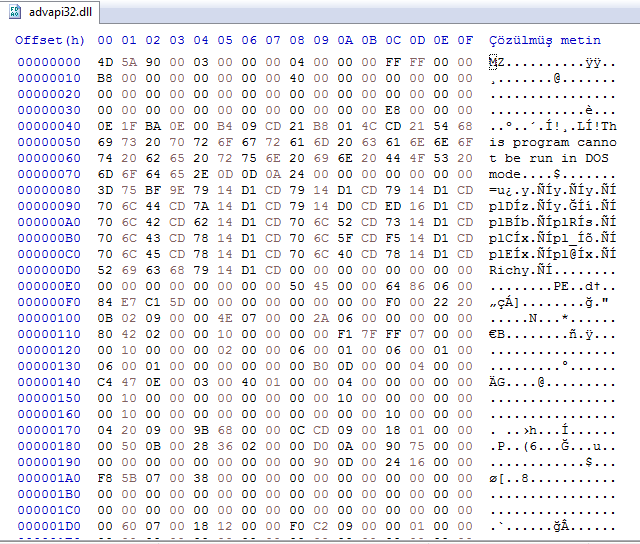 advapi32.dll
Offset(h) 00 01 02 03 04 05 06 07 08 09 0A 0B 0C 0D 0E 0F Çözülmüş metin
00000000 4D 5A 90 00 03 00 00 00 04 00 00 00 FF FF 00 00 MZ..........ÿÿ..
00000010 B8 00 00 00 00 00 00 00 40 00 00 00 00 00 00 00 ¸.......@.......
00000020 00 00 00 00 00 00 00 00 00 00 00 00 00 00 00 00 ................
00000030 00 00 00 00 00 00 00 00 00 00 00 00 E8 00 00 00 ............è...
00000040 0E 1F BA 0E 00 B4 09 CD 21 B8 01 4C CD 21 54 68 ..º..´.Í!¸.LÍ!Th
00000050 69 73 20 70 72 6F 67 72 61 6D 20 63 61 6E 6E 6F is program canno
00000060 74 20 62 65 20 72 75 6E 20 69 6E 20 44 4F 53 20 t be run in DOS
00000070 6D 6F 64 65 2E 0D 0D 0A 24 00 00 00 00 00 00 00 mode....$.......
00000080 3D 75 BF 9E 79 14 D1 CD 79 14 D1 CD 79 14 D1 CD =u¿.y.ÑÍy.ÑÍy.ÑÍ
00000090 70 6C 44 CD 7A 14 D1 CD 79 14 D0 CD ED 16 D1 CD plDÍz.ÑÍy.ĞÍí.ÑÍ
000000A0 70 6C 42 CD 62 14 D1 CD 70 6C 52 CD 73 14 D1 CD plBÍb.ÑÍplRÍs.ÑÍ
000000B0 70 6C 43 CD 78 14 D1 CD 70 6C 5F CD F5 14 D1 CD plCÍx.ÑÍpl_Íõ.ÑÍ
000000C0 70 6C 45 CD 78 14 D1 CD 70 6C 40 CD 78 14 D1 CD plEÍx.ÑÍpl@Íx.ÑÍ
000000D0 52 69 63 68 79 14 D1 CD 00 00 00 00 00 00 00 00 Richy.ÑÍ........
000000E0 00 00 00 00 00 00 00 00 50 45 00 00 64 86 06 00 ........PE..d†..
000000F0 84 E7 C1 5D 00 00 00 00 00 00 00 00 F0 00 22 20 „çÁ]........ğ."
00000100 0B 02 09 00 00 4E 07 00 00 2A 06 00 00 00 00 00 .....N...*......
00000110 80 42 02 00 00 10 00 00 00 00 F1 7F FF 07 00 00 €B........ñ.ÿ...
00000120 00 10 00 00 00 02 00 00 06 00 01 00 06 00 01 00 ................
00000130 06 00 01 00 00 00 00 00 00 B0 0D 00 00 04 00 00 .........°......
00000140 C4 47 0E 00 03 00 40 01 00 00 04 00 00 00 00 00 ÄG....@.........
00000150 00 10 00 00 00 00 00 00 00 00 10 00 00 00 00 00 ................
00000160 00 10 00 00 00 00 00 00 00 00 00 00 10 00 00 00 ................
00000170 04 20 09 00 9B 68 00 00 0C CD 09 00 18 01 00 00 . ..›h...Í......
00000180 00 50 0B 00 28 36 02 00 00 D0 0A 00 90 75 00 00 .P..(6...Ğ...u..
00000190 00 00 00 00 00 00 00 00 00 90 0D 00 24 16 00 00 ............$...
000001A0 F8 5B 07 00 38 00 00 00 00 00 00 00 00 00 00 00 ø[..8...........
000001B0 00 00 00 00 00 00 00 00 00 00 00 00 00 00 00 00 ................
000001C0 00 00 00 00 00 00 00 00 00 00 00 00 00 00 00 00 ................
000001D0 00 60 07 00 18 12 00 00 F0 C2 09 00 00 01 00 00 .`......ğÂ......